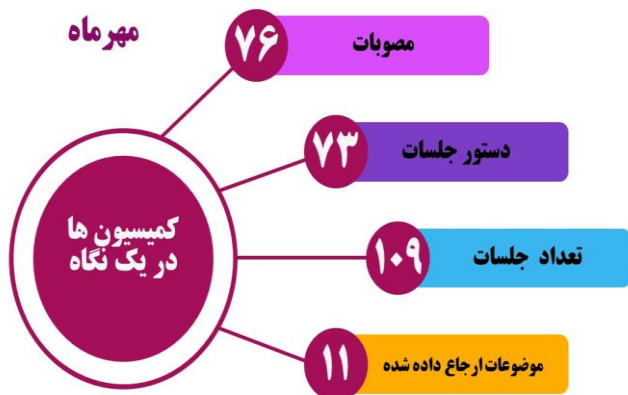 مهرماه
کمیسیون ها
در یک نگاه
مصوبات
۷۶
دستور جلسات
۷۳
تعداد جلسات
۱۰۹
موضوعات ارجاع داده شده
۱۱